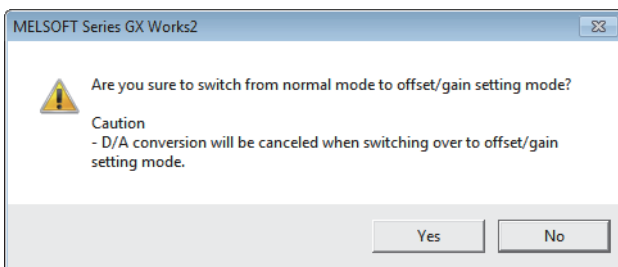 MELSOFT Series GX Works2
Are you sure to switch from normal mode to offset/gain setting mode?
Caution
- D/A conversion will be canceled when switching over to offset/gain
setting mode.
Yes
No